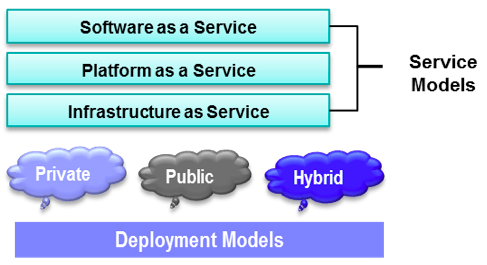 Software as a Service
Platform as a Service
Infrastructure as Service
Service
Models
Private
Public
Hybrid
Deployment Models